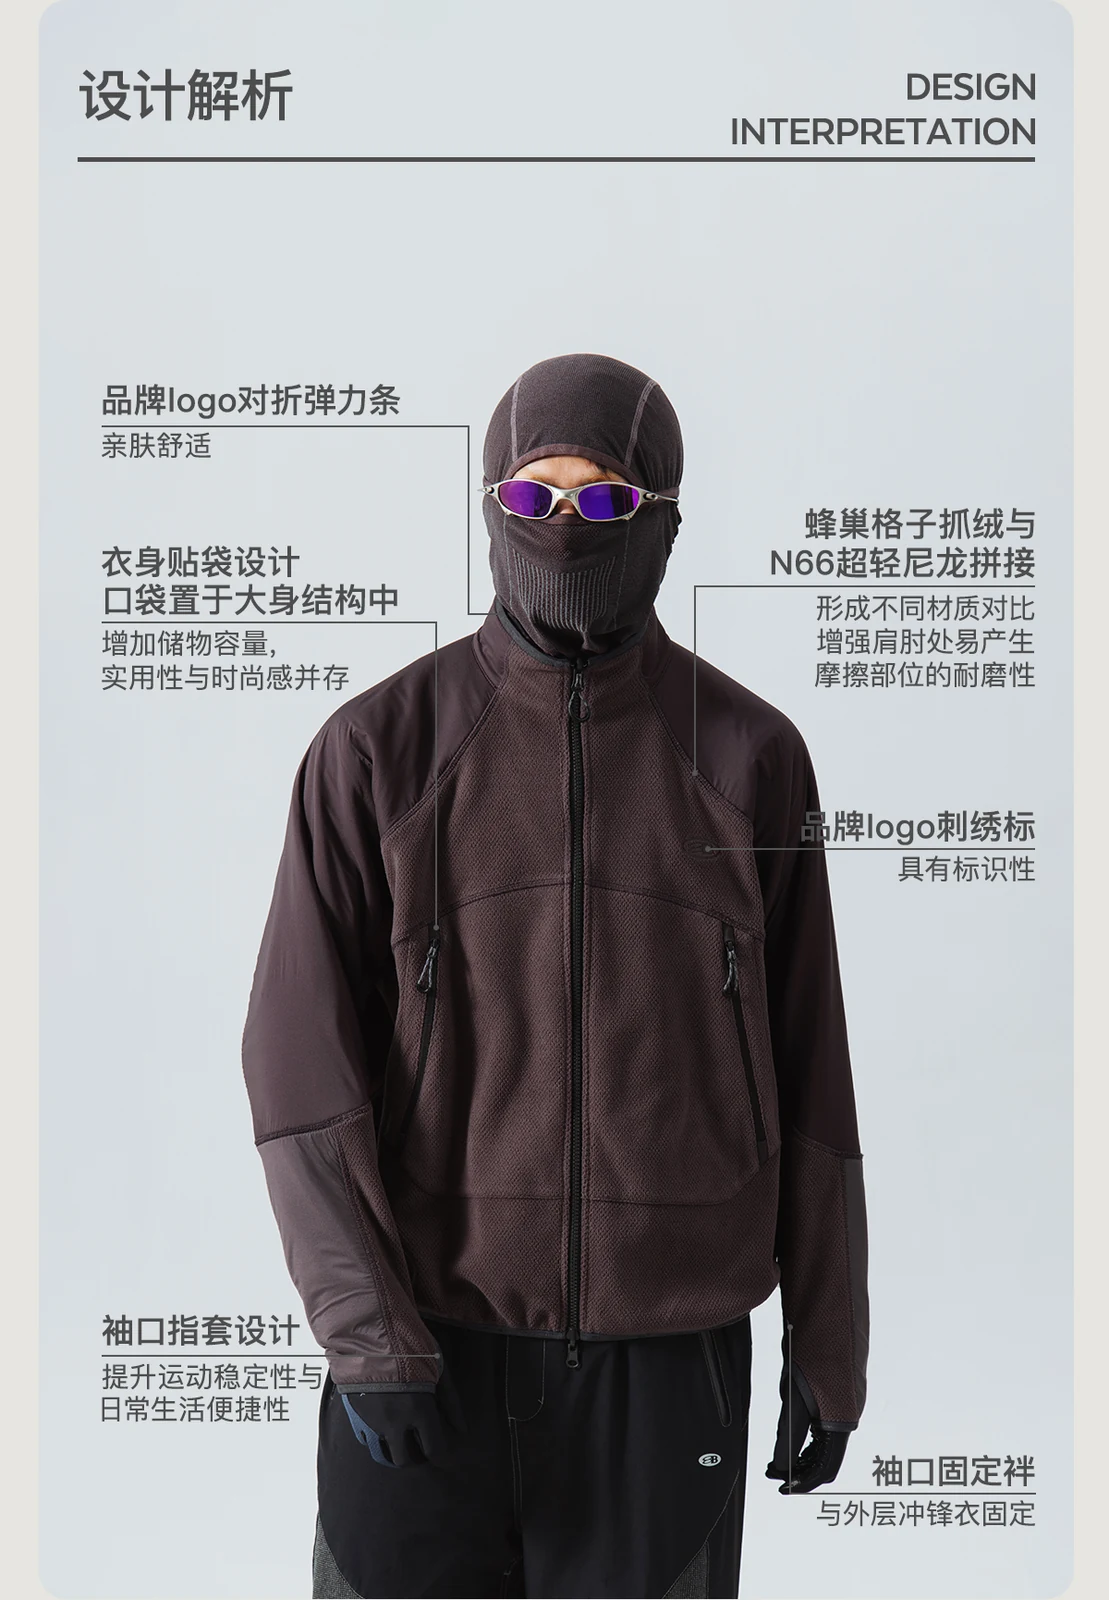 设计解析
DESIGN
INTERPRETATION
品牌logo对折弹力条
亲肤舒适
蜂巢格子抓绒与
N66超轻尼龙拼接
形成不同材质对比
增强肩肘处易产生
摩擦部位的耐磨性
衣身贴袋设计
口袋置于大身结构中
增加储物容量,
实用性与时尚感并存
品牌logo刺绣标
具有标识性
袖口指套设计
提升运动稳定性与
日常生活便捷性
袖口固定袢
与外层冲锋衣固定